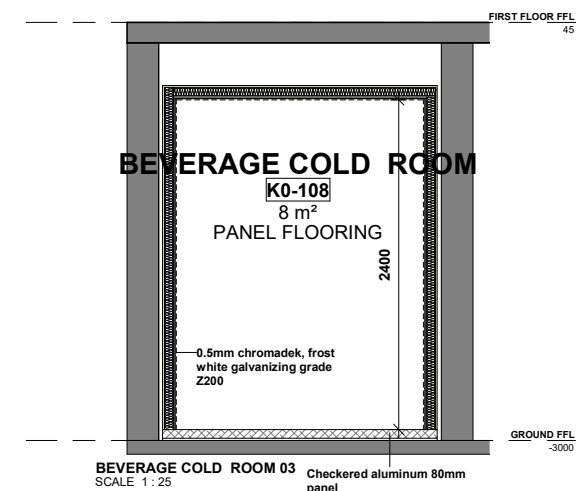 FIRST FLOOR FFL
45
BEVERAGE COLD ROOM
K0-108
8 m²
PANEL FLOORING
2400
0.5mm chromadek, frost
white galvanizing grade
Z200
GROUND FFL
-3000
BEVERAGE COLD ROOM 03
SCALE 1 : 25
Checkered aluminum 80mm
panel